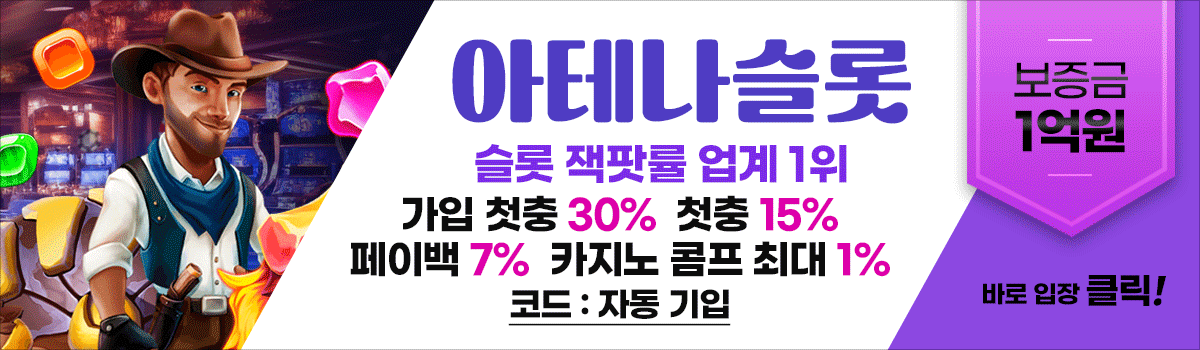 아테나슬롯
슬롯 잭팟률 업계 1위
가입 첫충 30% 첫충 15%
페이백 7% 카지노 콤프 최대 1%
코드 : 자동 기입
보증금
1억원
바로 입장 클릭!